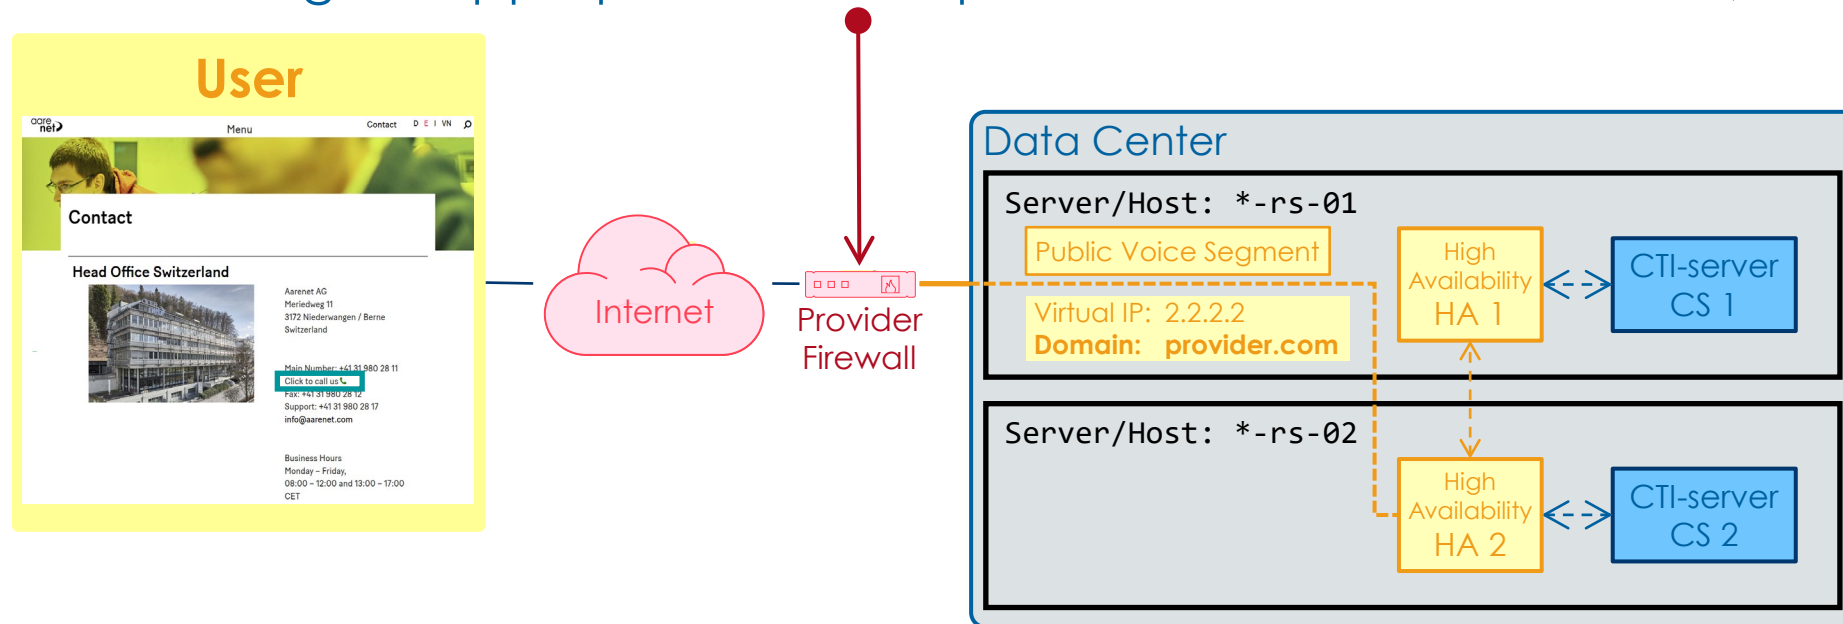 User
aare
net
Menu
Contact D E I VN
Contact
Head Office Switzerland
Aarenet AG
Meriedweg 11
3172 Niederwangen / Berne
Switzerland
Main Number: +41 31 980 28 11
Click to call us
Fax: +41 31 980 28 12
Support: +41 31 980 28 17
info@aarenet.com
Business Hours
Monday – Friday,
08:00 – 12:00 and 13:00 – 17:00
CET
Internet
Provider
Firewall
Data Center
Server/Host: *-rs-01
Public Voice Segment
Virtual IP: 2.2.2.2
Domain: provider.com
High
Availability
HA 1
CTI-server
CS 1
Server/Host: *-rs-02
High
Availability
HA 2
CTI-server
CS 2